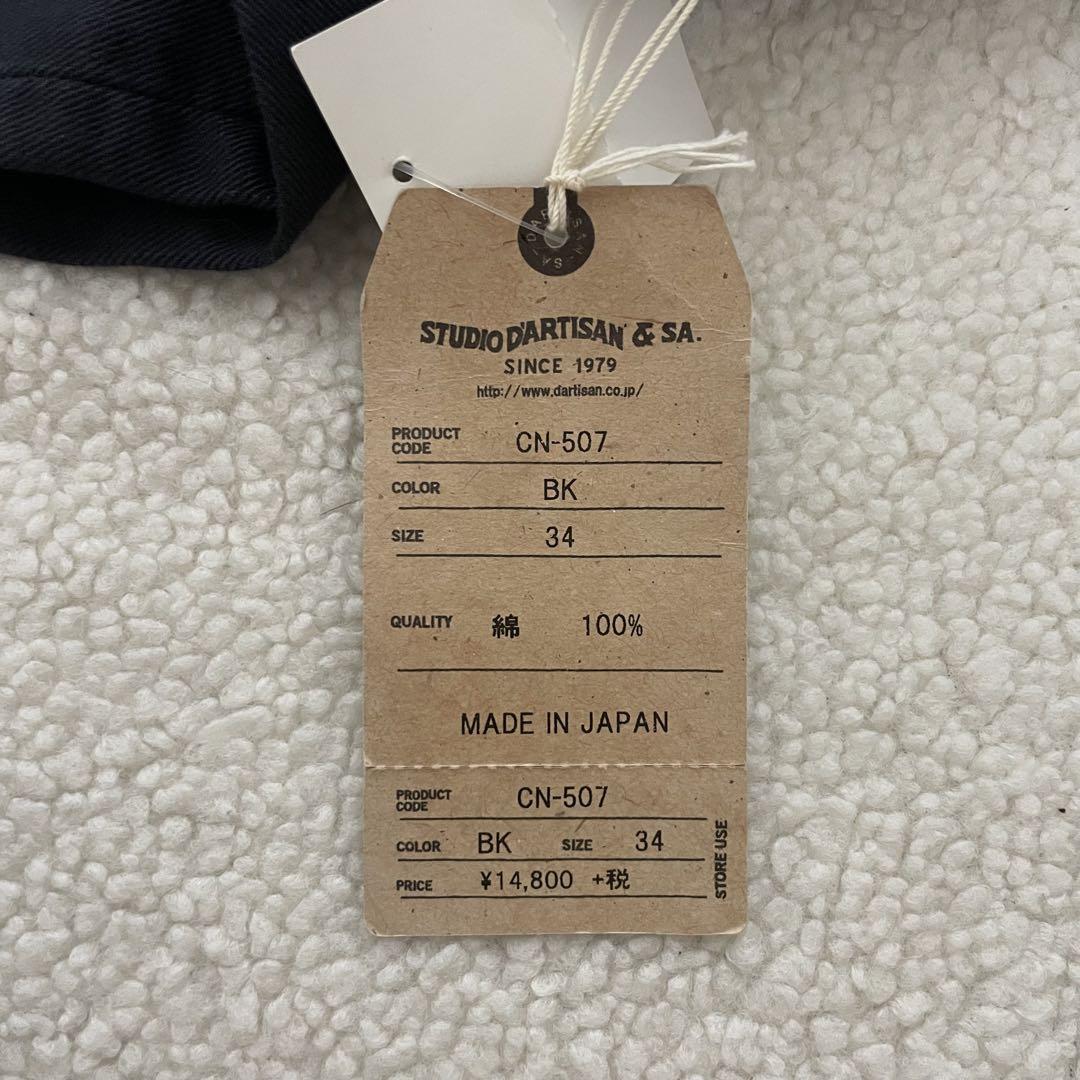 DARTISAN-SA
STUDIO D'ARTISAN & SA.
SINCE 1979
http://www.dartisan.co.jp/
PRODUCT CODE CN-507
COLOR BK
SIZE 34
QUALITY 綿 100%
MADE IN JAPAN
PRODUCT CODE CN-507
COLOR BK SIZE 34
PRICE ¥14,800 +税
STORE USE